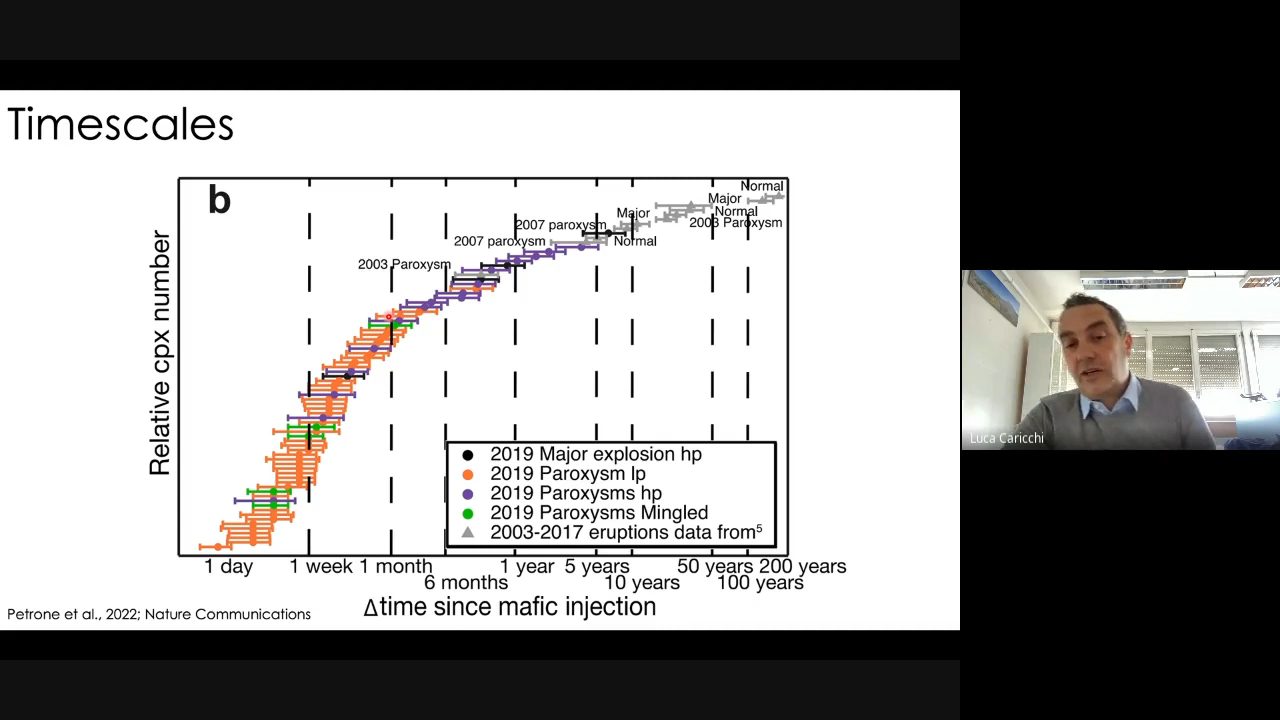 Timescales
b
Normal
Major
Normal
2003 Paroxysm
Major
2007 paroxysm
2007 paroxysm
Normal
2003 Paroxysm
Relative cpx number
2019 Major explosion hp
2019 Paroxysm lp
2019 Paroxysms hp
2019 Paroxysms Mingled
2003-2017 eruptions data from5
1 day 1 week 1 month 1 year 5 years 50 years 200 years
6 months 10 years 100 years
Δtime since mafic injection
Petrone et al., 2022; Nature Communications
Luca Caricchi